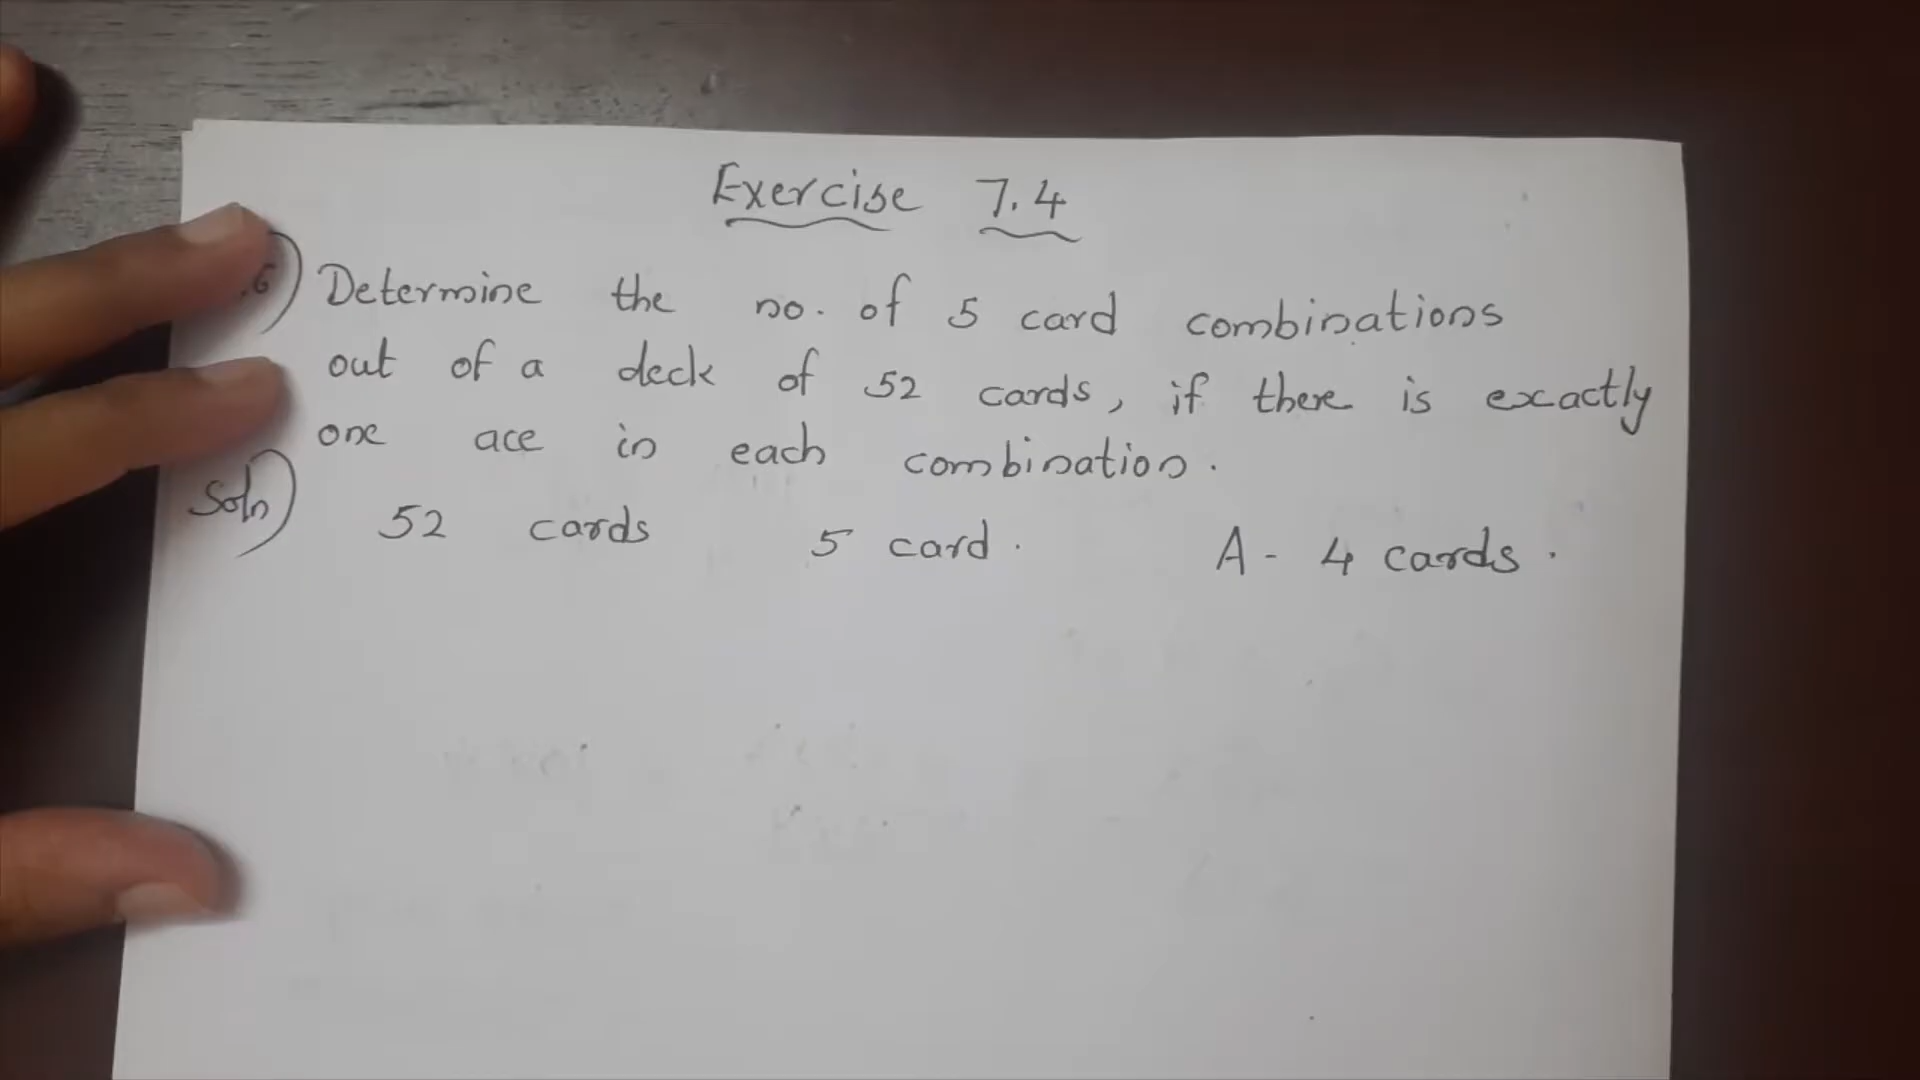 Exercise 7.4
6) Determine the no. of 5 card combinations
out of a deck of 52 cards, if there is exactly
one ace in each combination.
Soln) 52 cards 5 card. A - 4 cards.